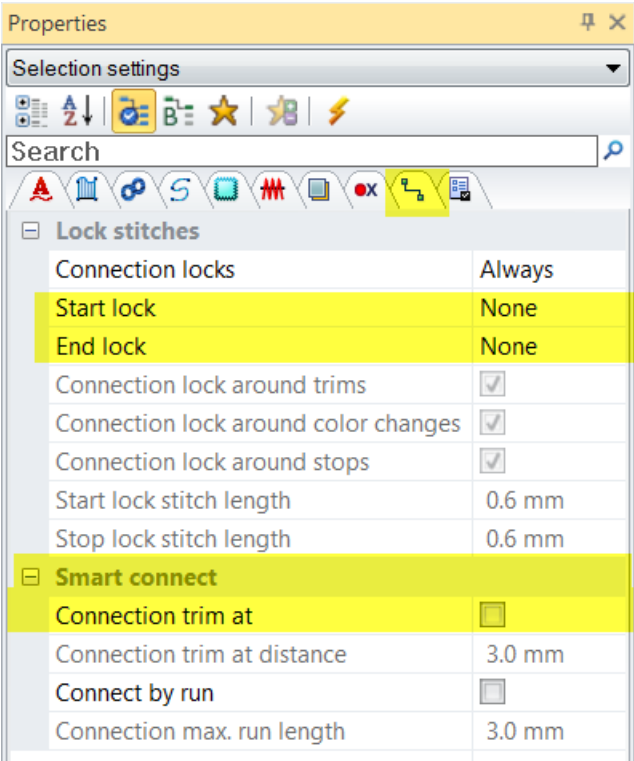 Properties
Selection settings
Search
Lock stitches
Connection locks Always
Start lock None
End lock None
Connection lock around trims
Connection lock around color changes
Connection lock around stops
Start lock stitch length 0.6 mm
Stop lock stitch length 0.6 mm
Smart connect
Connection trim at
Connection trim at distance 3.0 mm
Connect by run
Connection max. run length 3.0 mm